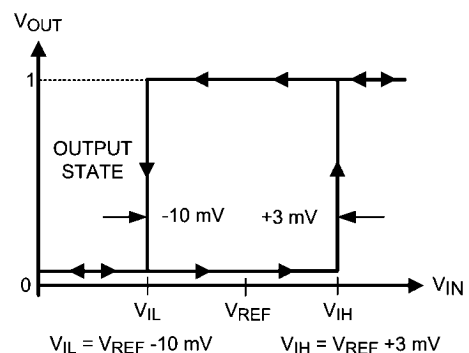 VOUT
1
OUTPUT
STATE
-10 mV
+3 mV
0
VIN
VIL
VREF
VIH
VIL = VREF -10 mV
VIH = VREF +3 mV